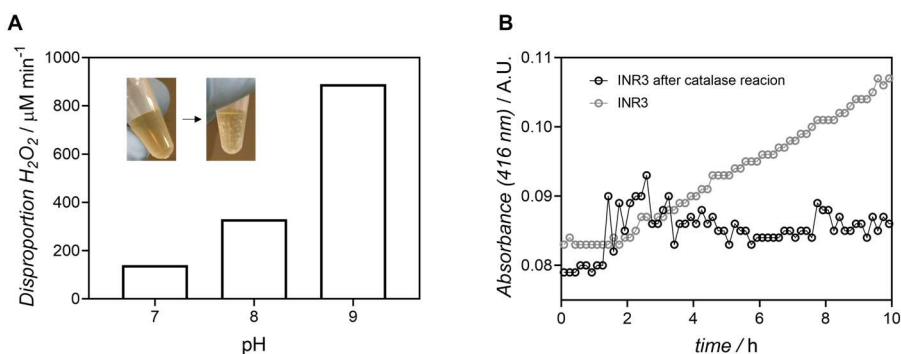 A
Disproportion H₂O₂ / μM min⁻¹
1000
800
600
400
200
0
7
8
9
pH
B
Absorbance (416 nm) / A.U.
0.11
0.10
0.09
0.08
INR3 after catalase reacion
INR3
0
2
4
6
8
10
time / h